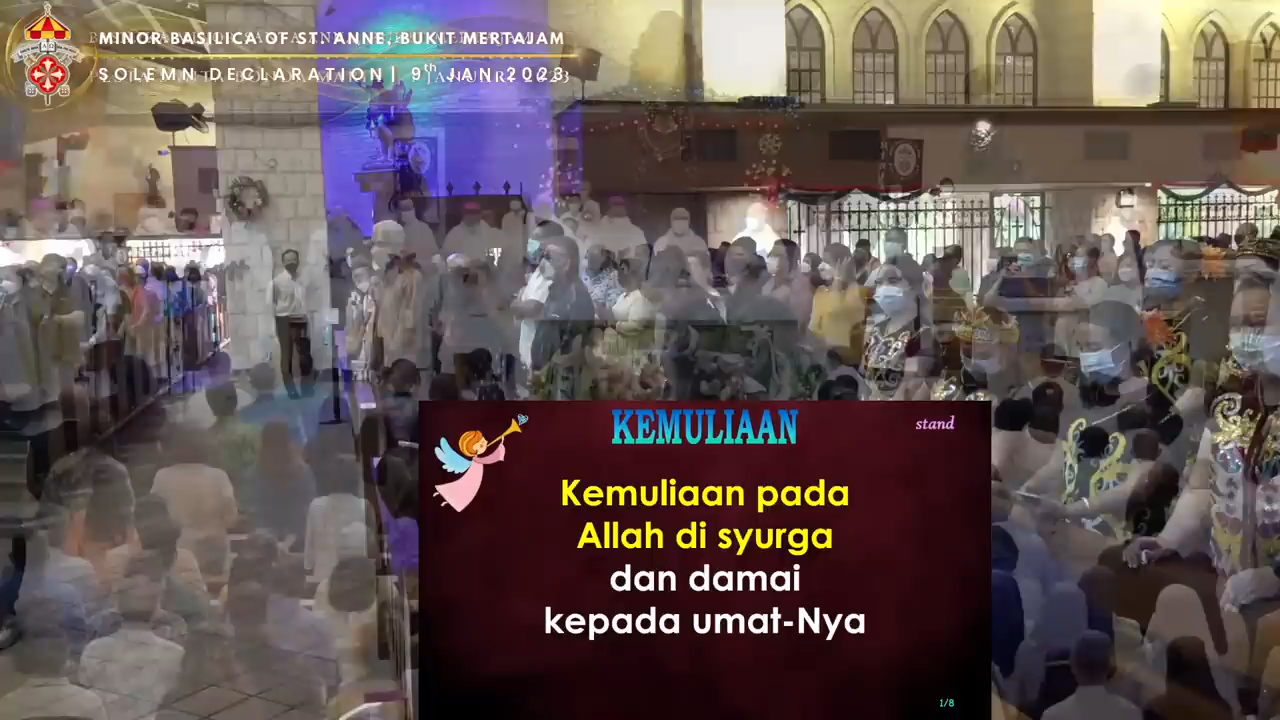 MINOR BASILICA OF ST. ANNE, BUKIT MERTAJAM
SOLEMN DECLARATION | 9th JAN 2023
KEMULIAAN
stand
Kemuliaan pada
Allah di syurga
dan damai
kepada umat-Nya
1/8